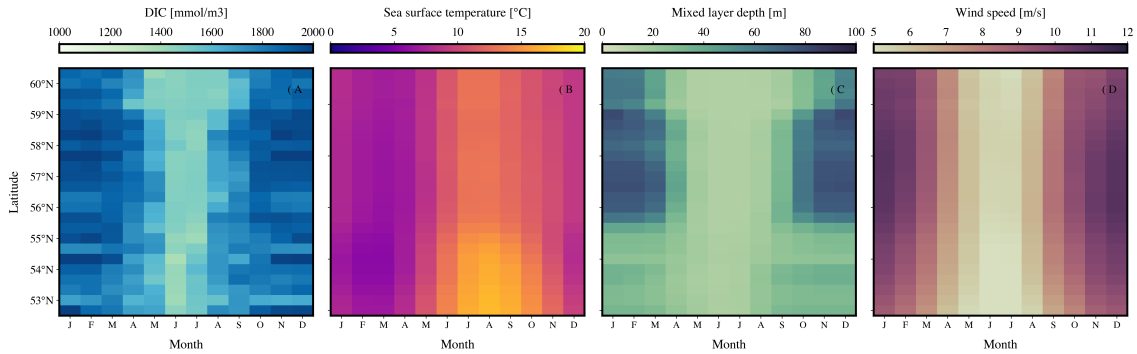 DIC [mmol/m3] Sea surface temperature [°C] Mixed layer depth [m] Wind speed [m/s]
1000 1200 1400 1600 1800 2000 0 5 10 15 20 0 20 40 60 80 100 5 6 7 8 9 10 11 12
60°N ( A ( B ( C ( D)
59°N
58°N
57°N
56°N
55°N
54°N
53°N
Latitude
J F M A M J J A S O N D J F M A M J J A S O N D J F M A M J J A S O N D J F M A M J J A S O N D
Month Month Month Month